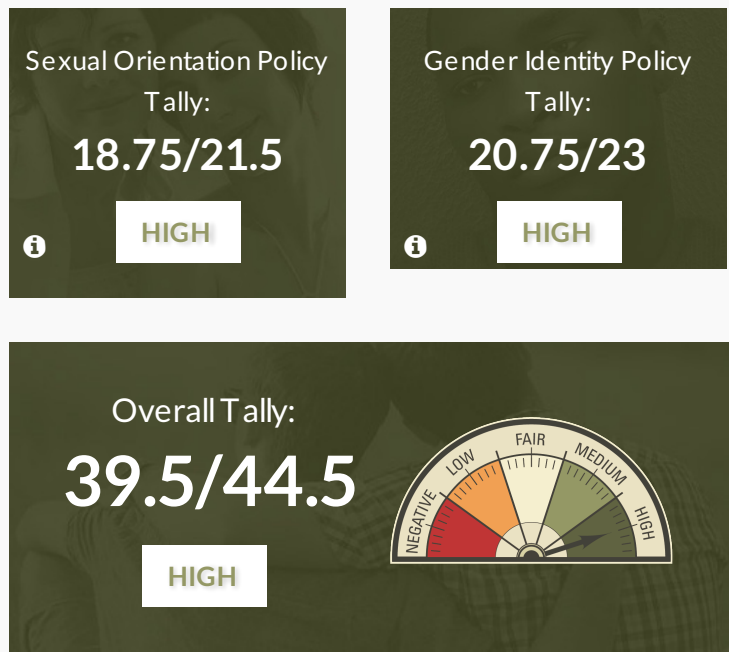 Sexual Orientation Policy
Tally:
18.75/21.5
HIGH
Gender Identity Policy
Tally:
20.75/23
HIGH
Overall Tally:
39.5/44.5
HIGH
NEGATIVE
LOW
FAIR
MEDIUM
HIGH